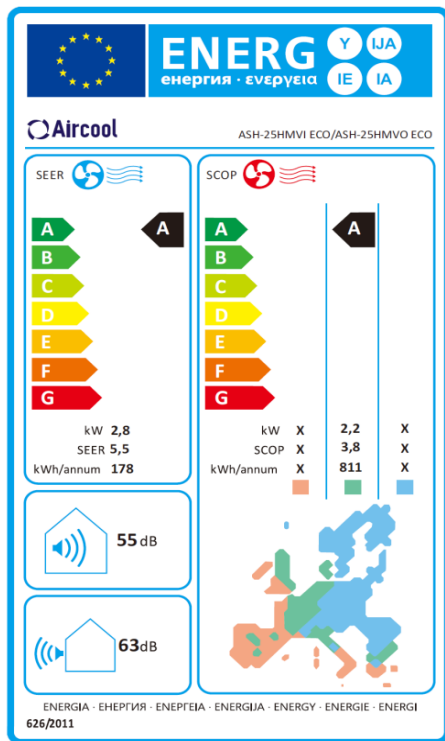 ENERG
енергия · ενεργεια
Y IJA
IE IA
Aircool
ASH-25HMVI ECO/ASH-25HMVO ECO
SEER
A
A
B
C
D
E
F
G
kW 2,8
SEER 5,5
kWh/annum 178
SCOP
A
A
B
C
D
E
F
G
kW X 2,2 X
SCOP X 3,8 X
kWh/annum X 811 X
55 dB
63dB
ENERGIA · ЕНЕРГИЯ · ΕΝΕΡΓΕΙΑ · ENERGIJA · ENERGY · ENERGIE · ENERGI
626/2011